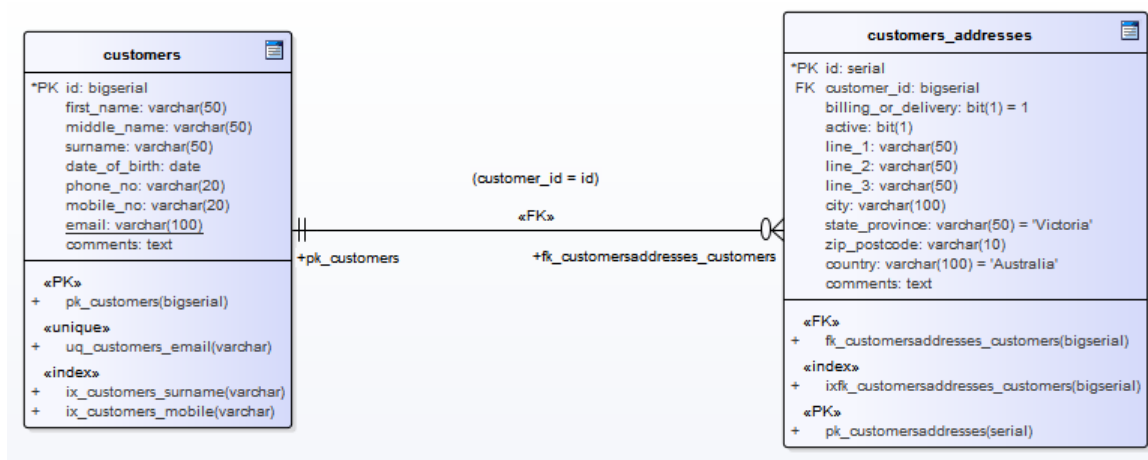 customers
*PK id: bigserial
first_name: varchar(50)
middle_name: varchar(50)
surname: varchar(50)
date_of_birth: date
phone_no: varchar(20)
mobile_no: varchar(20)
email: varchar(100)
comments: text
«PK»
+ pk_customers(bigserial)
«unique»
+ uq_customers_email(varchar)
«index»
+ ix_customers_surname(varchar)
+ ix_customers_mobile(varchar)
(customer_id = id)
«FK»
+pk_customers
+fk_customersaddresses_customers
customers_addresses
*PK id: serial
FK customer_id: bigserial
billing_or_delivery: bit(1) = 1
active: bit(1)
line_1: varchar(50)
line_2: varchar(50)
line_3: varchar(50)
city: varchar(100)
state_province: varchar(50) = 'Victoria'
zip_postcode: varchar(10)
country: varchar(100) = 'Australia'
comments: text
«FK»
+ fk_customersaddresses_customers(bigserial)
«index»
+ ixfk_customersaddresses_customers(bigserial)
«PK»
+ pk_customersaddresses(serial)